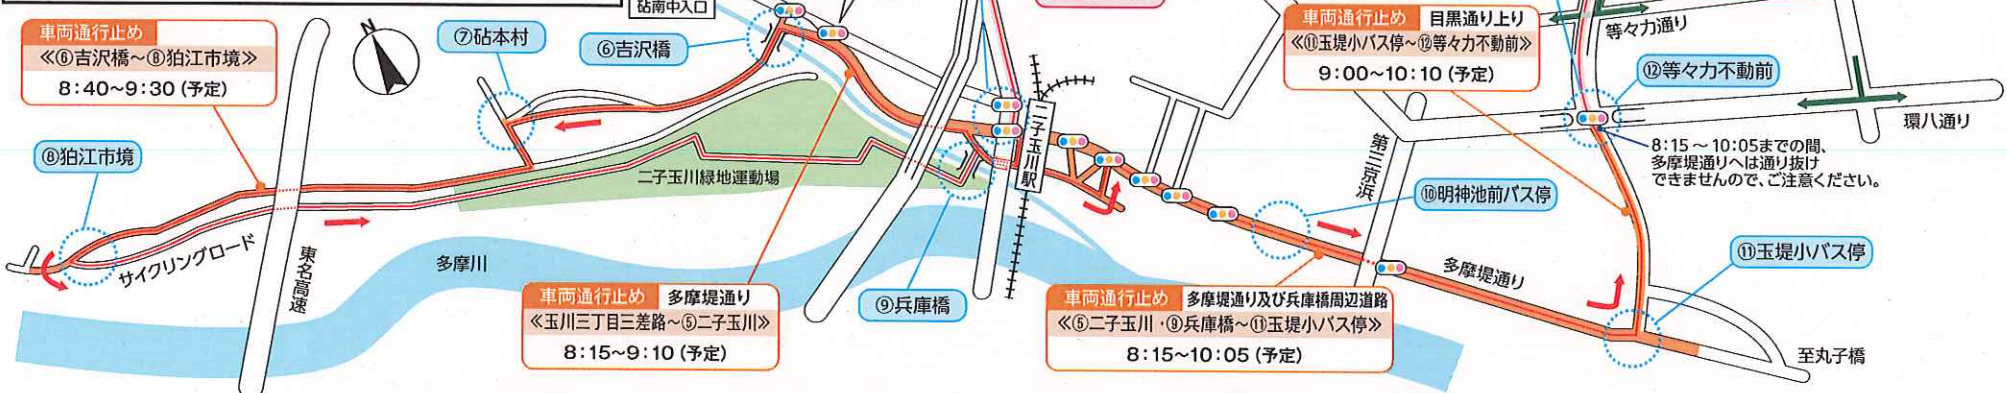 砧南中入口
車両通行止め
≪⑥吉沢橋～⑧狛江市境≫
8:40～9:30(予定)
N
⑦砧本村
⑥吉沢橋
車両通行止め 目黒通り上り
≪⑪玉堤小バス停～⑫等々力不動前≫
9:00～10:10(予定)
等々力通り
⑫等々力不動前
環八通り
8:15～10:05までの間、
多摩堤通りへは通り抜け
できませんので、ご注意ください。
⑧狛江市境
二子玉川緑地運動場
二子玉川駅
第三京浜
⑩明神池前バス停
サイクリングロード
東名高速
多摩川
⑨兵庫橋
多摩堤通り
⑪玉堤小バス停
車両通行止め 多摩堤通り
≪玉川三丁目三差路～⑤二子玉川≫
8:15～9:10(予定)
車両通行止め 多摩堤通り及び兵庫橋周辺道路
≪⑤二子玉川・⑨兵庫橋～⑪玉堤小バス停≫
8:15～10:05(予定)
至丸子橋